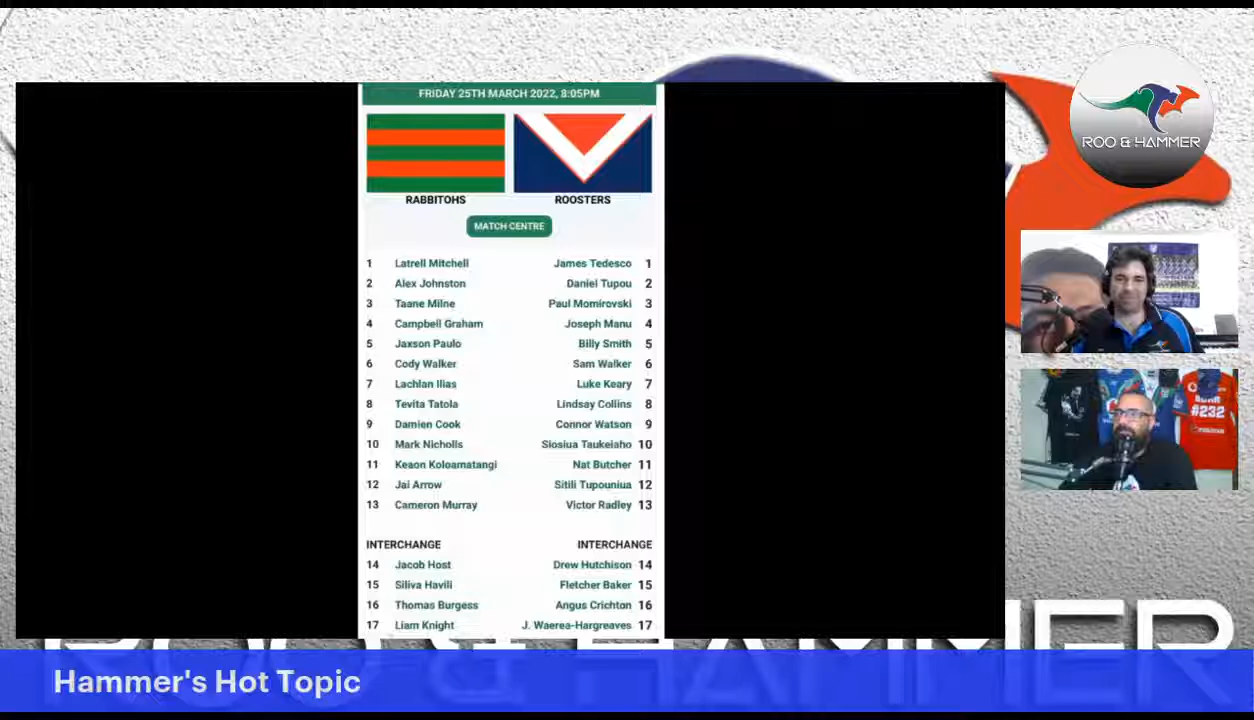 FRIDAY 25TH MARCH 2022, 8:05PM
RABBITOHS ROOSTERS
MATCH CENTRE
1 Latrell Mitchell James Tedesco 1
2 Alex Johnston Daniel Tupou 2
3 Taane Milne Paul Momirovski 3
4 Campbell Graham Joseph Manu 4
5 Jaxson Paulo Billy Smith 5
6 Cody Walker Sam Walker 6
7 Lachlan Ilias Luke Keary 7
8 Tevita Tatola Lindsay Collins 8
9 Damien Cook Connor Watson 9
10 Mark Nicholls Siosiua Taukeiaho 10
11 Keaon Koloamatangi Nat Butcher 11
12 Jai Arrow Sitili Tupouniua 12
13 Cameron Murray Victor Radley 13
INTERCHANGE INTERCHANGE
14 Jacob Host Drew Hutchison 14
15 Siliva Havili Fletcher Baker 15
16 Thomas Burgess Angus Crichton 16
17 Liam Knight J. Waerea-Hargreaves 17
ROO & HAMMER
#232
ROO & HAMMER
Hammer's Hot Topic